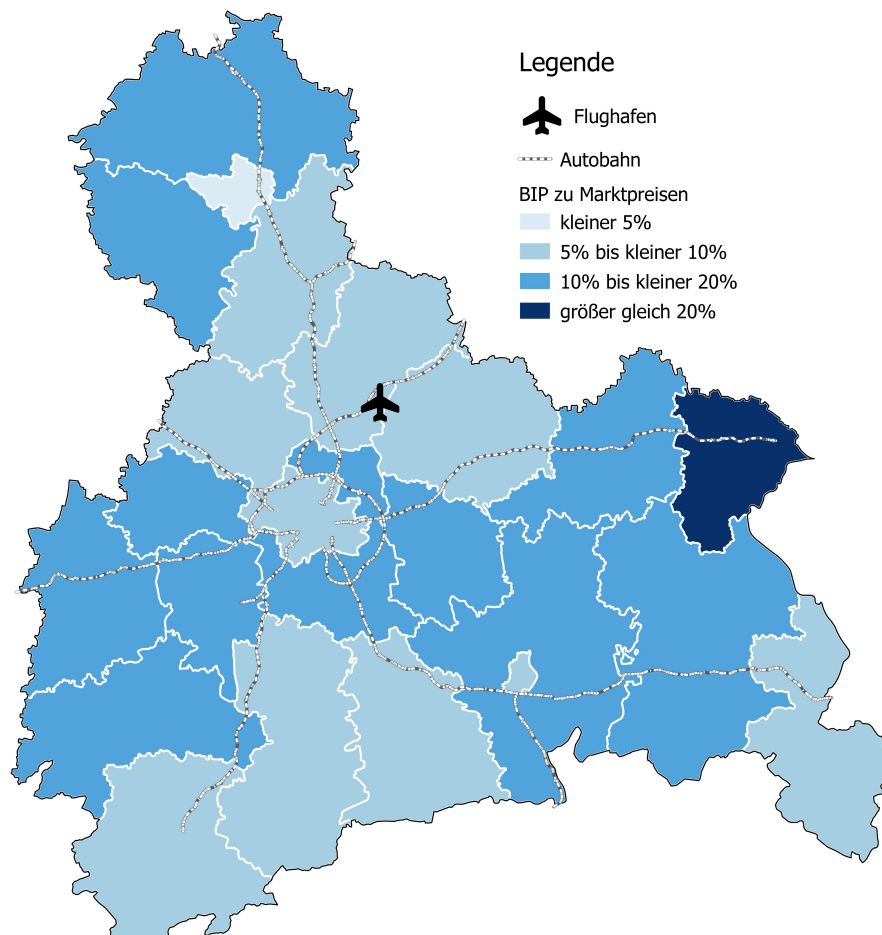 Legende
Flughafen
Autobahn
BIP zu Marktpreisen
kleiner 5%
5% bis kleiner 10%
10% bis kleiner 20%
größer gleich 20%